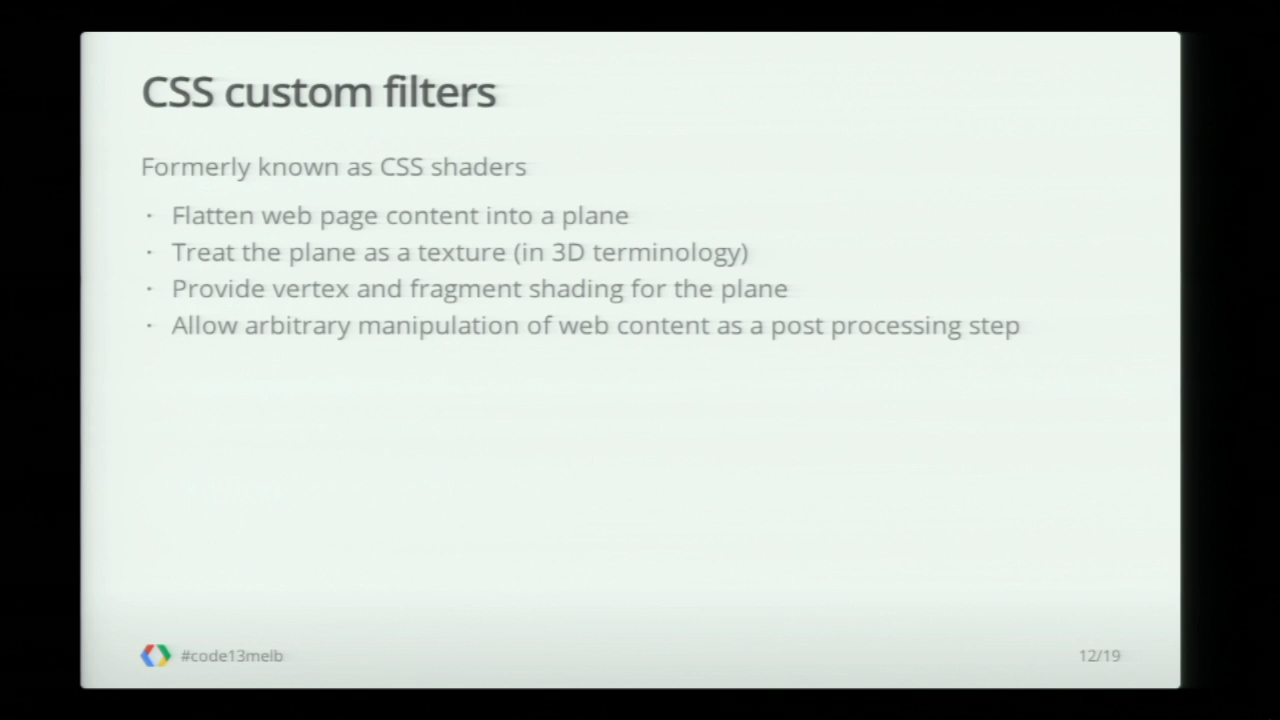 CSS custom filters
Formerly known as CSS shaders
· Flatten web page content into a plane
· Treat the plane as a texture (in 3D terminology)
· Provide vertex and fragment shading for the plane
· Allow arbitrary manipulation of web content as a post processing step
#code13melb
12/19